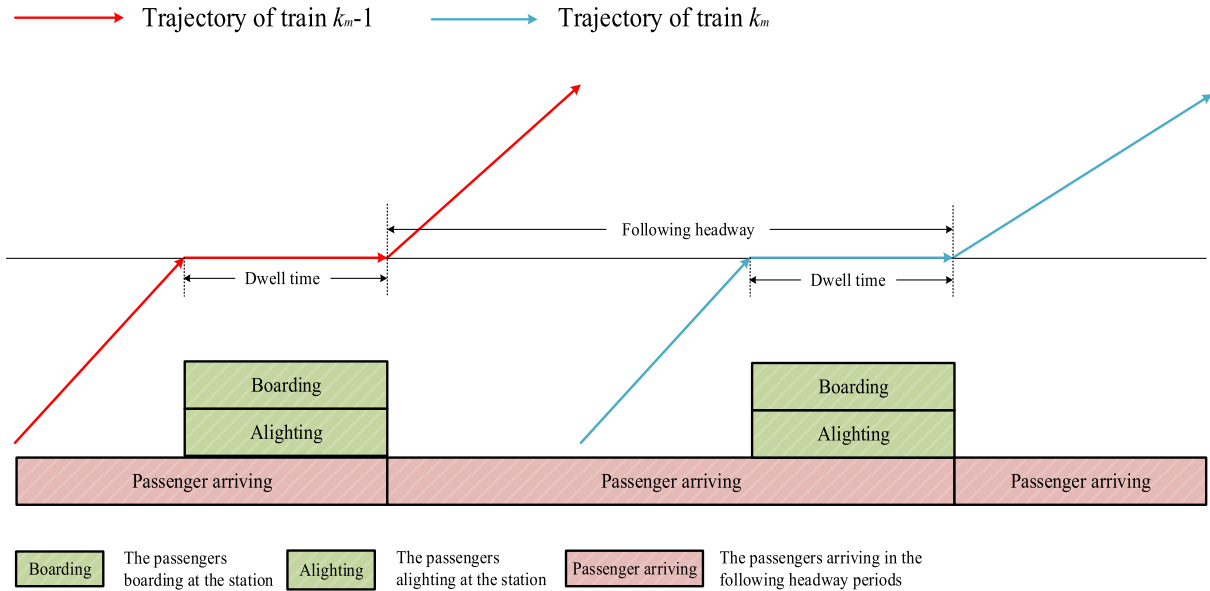 Trajectory of train km-1
Trajectory of train km
Following headway
Dwell time
Dwell time
Boarding
Boarding
Alighting
Alighting
Passenger arriving
Passenger arriving
Passenger arriving
Boarding
The passengers
boarding at the station
Alighting
The passengers
alighting at the station
Passenger arriving
The passengers arriving in the
following headway periods